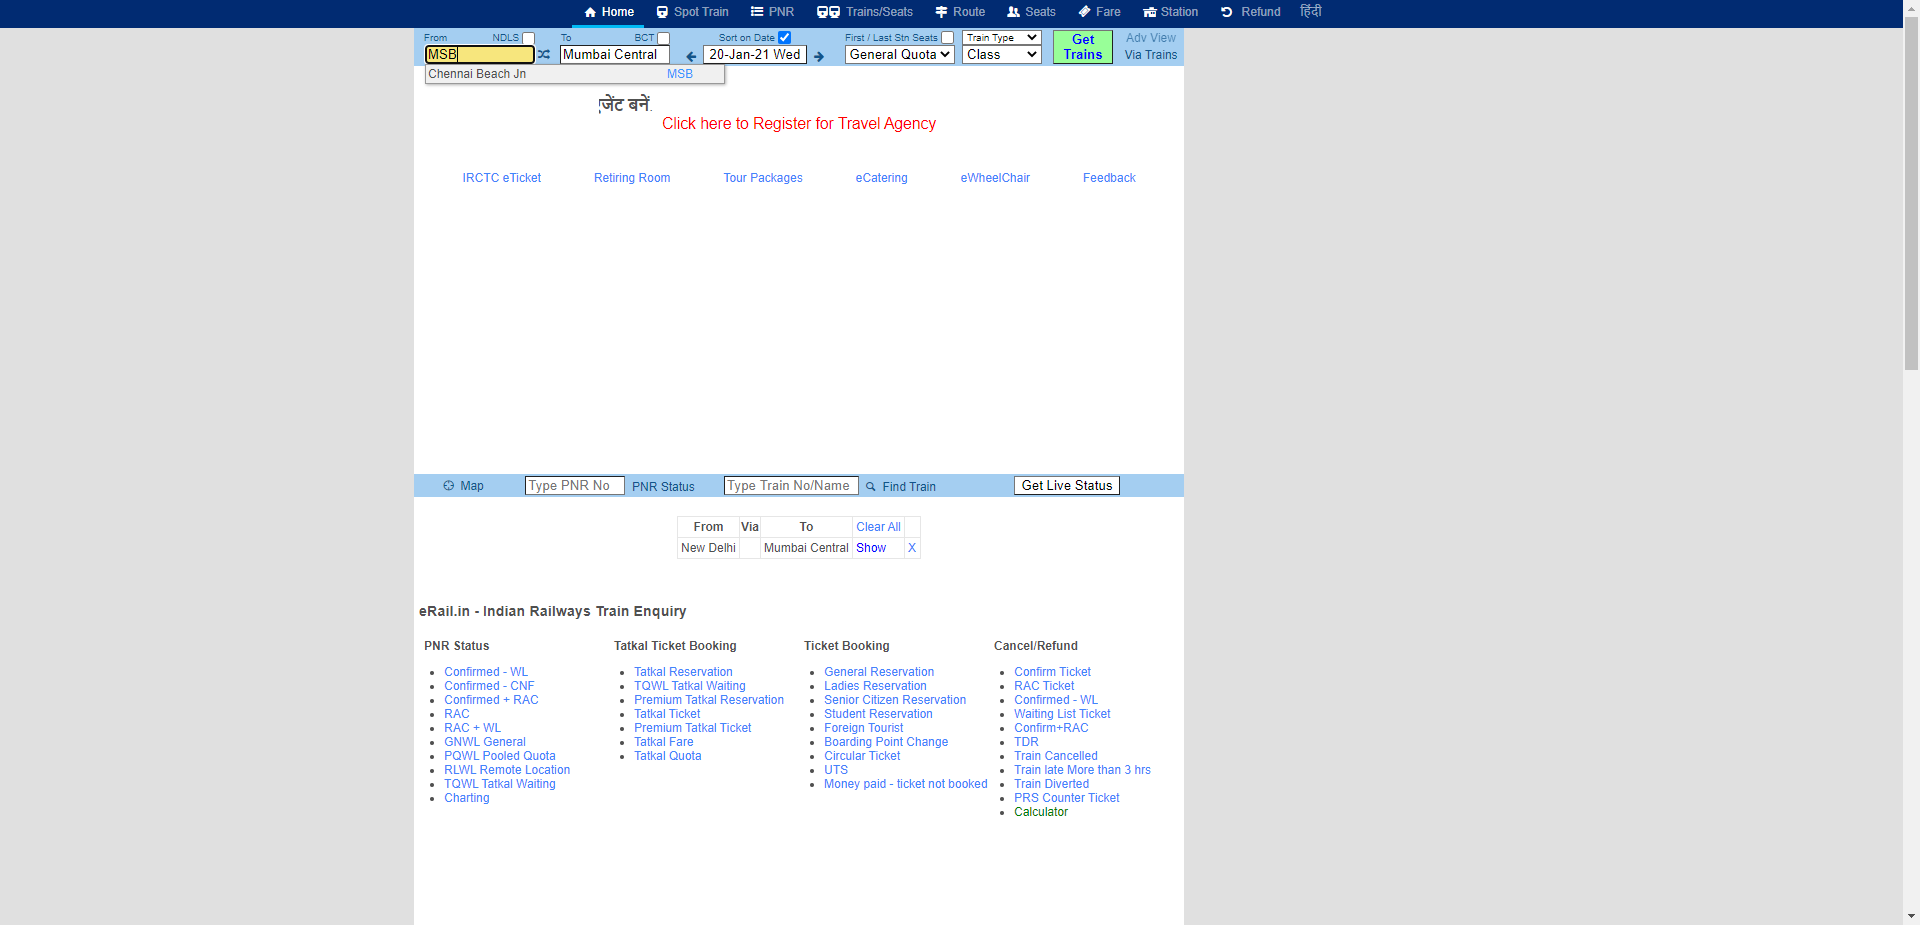 Home Spot Train PNR Trains/Seats Route Seats Fare Station Refund हिंदी
From NDLS To BCT Sort on Date First / Last Stn Seats Train Type Get Trains Adv View
MSB Mumbai Central 20-Jan-21 Wed General Quota Class Via Trains
Chennai Beach Jn MSB
जेंट बनें.
Click here to Register for Travel Agency
IRCTC eTicket Retiring Room Tour Packages eCatering eWheelChair Feedback
Map Type PNR No PNR Status Type Train No/Name Find Train Get Live Status
From Via To Clear All
New Delhi Mumbai Central Show X
eRail.in - Indian Railways Train Enquiry
PNR Status
Confirmed - WL
Confirmed - CNF
Confirmed + RAC
RAC
RAC + WL
GNWL General
PQWL Pooled Quota
RLWL Remote Location
TQWL Tatkal Waiting
Charting
Tatkal Ticket Booking
Tatkal Reservation
TQWL Tatkal Waiting
Premium Tatkal Reservation
Tatkal Ticket
Premium Tatkal Ticket
Tatkal Fare
Tatkal Quota
Ticket Booking
General Reservation
Ladies Reservation
Senior Citizen Reservation
Student Reservation
Foreign Tourist
Boarding Point Change
Circular Ticket
UTS
Money paid - ticket not booked
Cancel/Refund
Confirm Ticket
RAC Ticket
Confirmed - WL
Waiting List Ticket
Confirm+RAC
TDR
Train Cancelled
Train late More than 3 hrs
Train Diverted
PRS Counter Ticket
Calculator